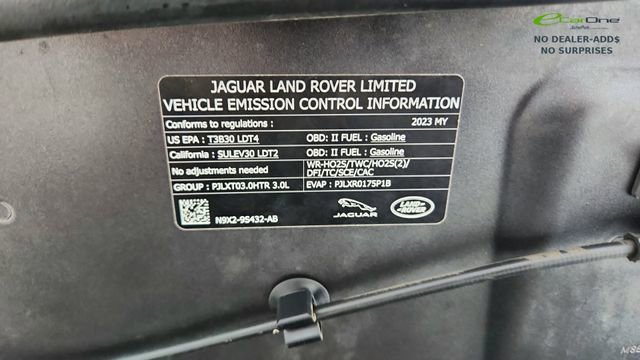 eCarOne
NO DEALER-ADD$
NO SURPRISES
JAGUAR LAND ROVER LIMITED
VEHICLE EMISSION CONTROL INFORMATION
Conforms to regulations : 2023 MY
US EPA : T3B30 LDT4 OBD: II FUEL : Gasoline
California : SULEV30 LDT2 OBD: II FUEL : Gasoline
No adjustments needed WR-HO2S/TWC/HO2S(2)/
DFI/TC/SCE/CAC
GROUP : PJLXT03.0HTR 3.0L EVAP : PJLXR0175P1B
N9X2-9S432-AB
JAGUAR
LAND ROVER